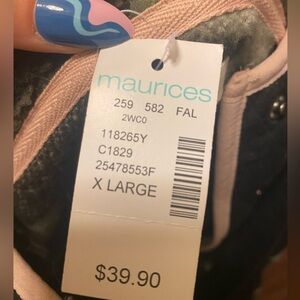 maurices
259 582 FAL
2WC0
118265Y
C1829
25478553F
X LARGE
$39.90